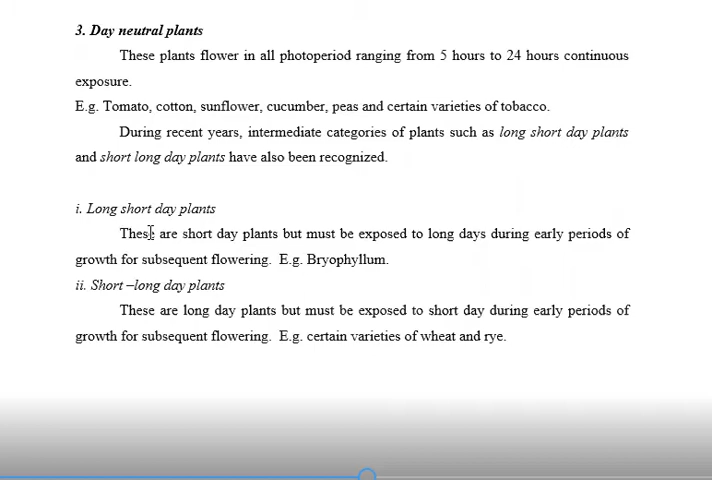 3. Day neutral plants
These plants flower in all photoperiod ranging from 5 hours to 24 hours continuous
exposure.
E.g. Tomato, cotton, sunflower, cucumber, peas and certain varieties of tobacco.
During recent years, intermediate categories of plants such as long short day plants
and short long day plants have also been recognized.
i. Long short day plants
These are short day plants but must be exposed to long days during early periods of
growth for subsequent flowering. E.g. Bryophyllum.
ii. Short –long day plants
These are long day plants but must be exposed to short day during early periods of
growth for subsequent flowering. E.g. certain varieties of wheat and rye.